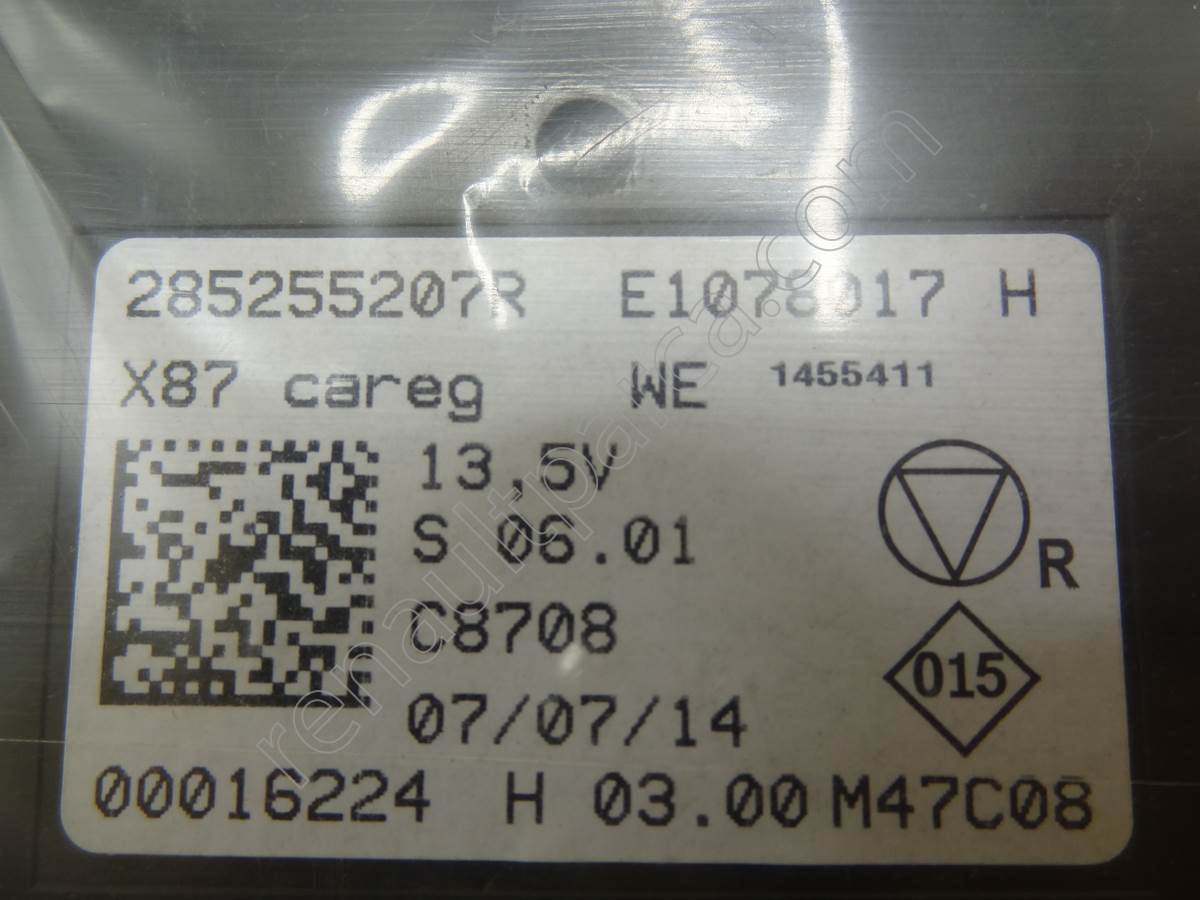 285255207R E1078017 H
X87 careg WE 1455411
13,5V
S 06.01
R
C8708
015
07/07/14
00016224 H 03.00 M47C08
renaultparca.com